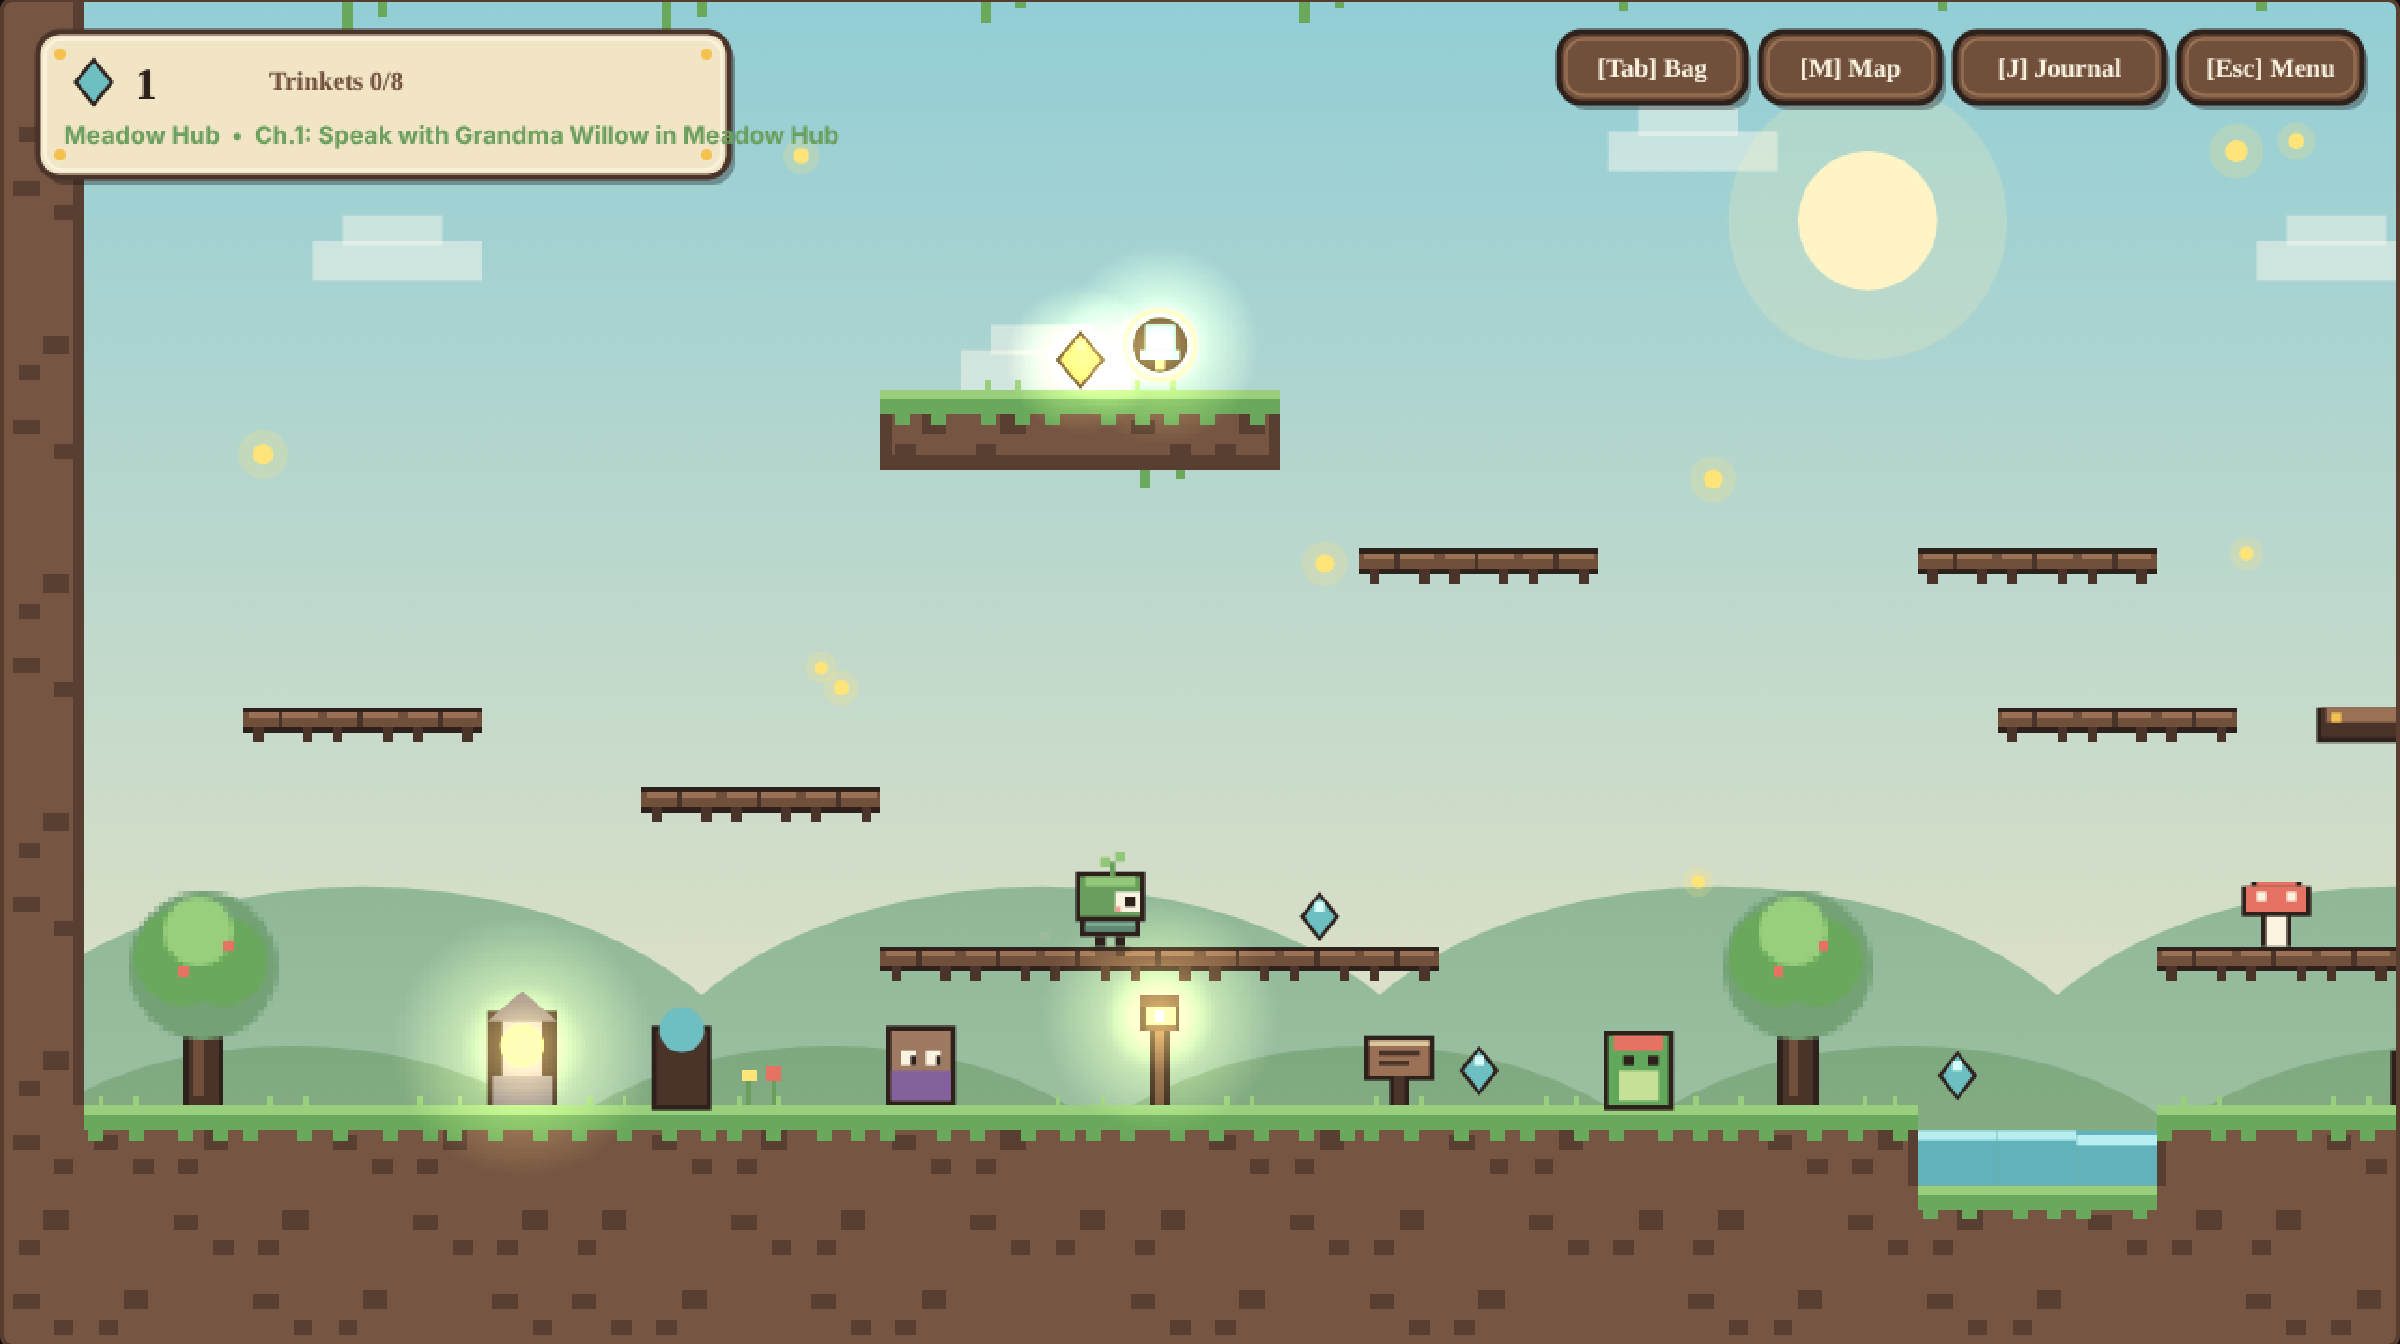 1
Trinkets 0/8
Meadow Hub • Ch.1: Speak with Grandma Willow in Meadow Hub
[Tab] Bag
[M] Map
[J] Journal
[Esc] Menu